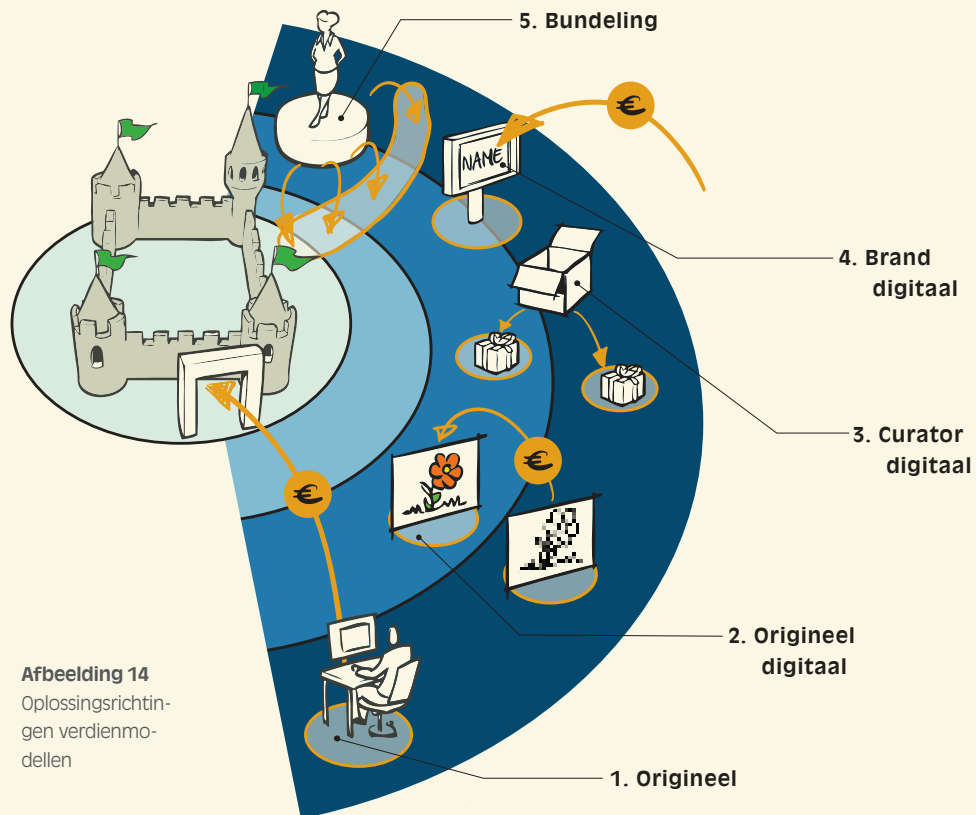 5. Bundeling
€
NAME
4. Brand
digitaal
3. Curator
digitaal
€
€
2. Origineel
digitaal
Afbeelding 14
Oplossingsrichtin-
gen verdienmo-
dellen
1. Origineel